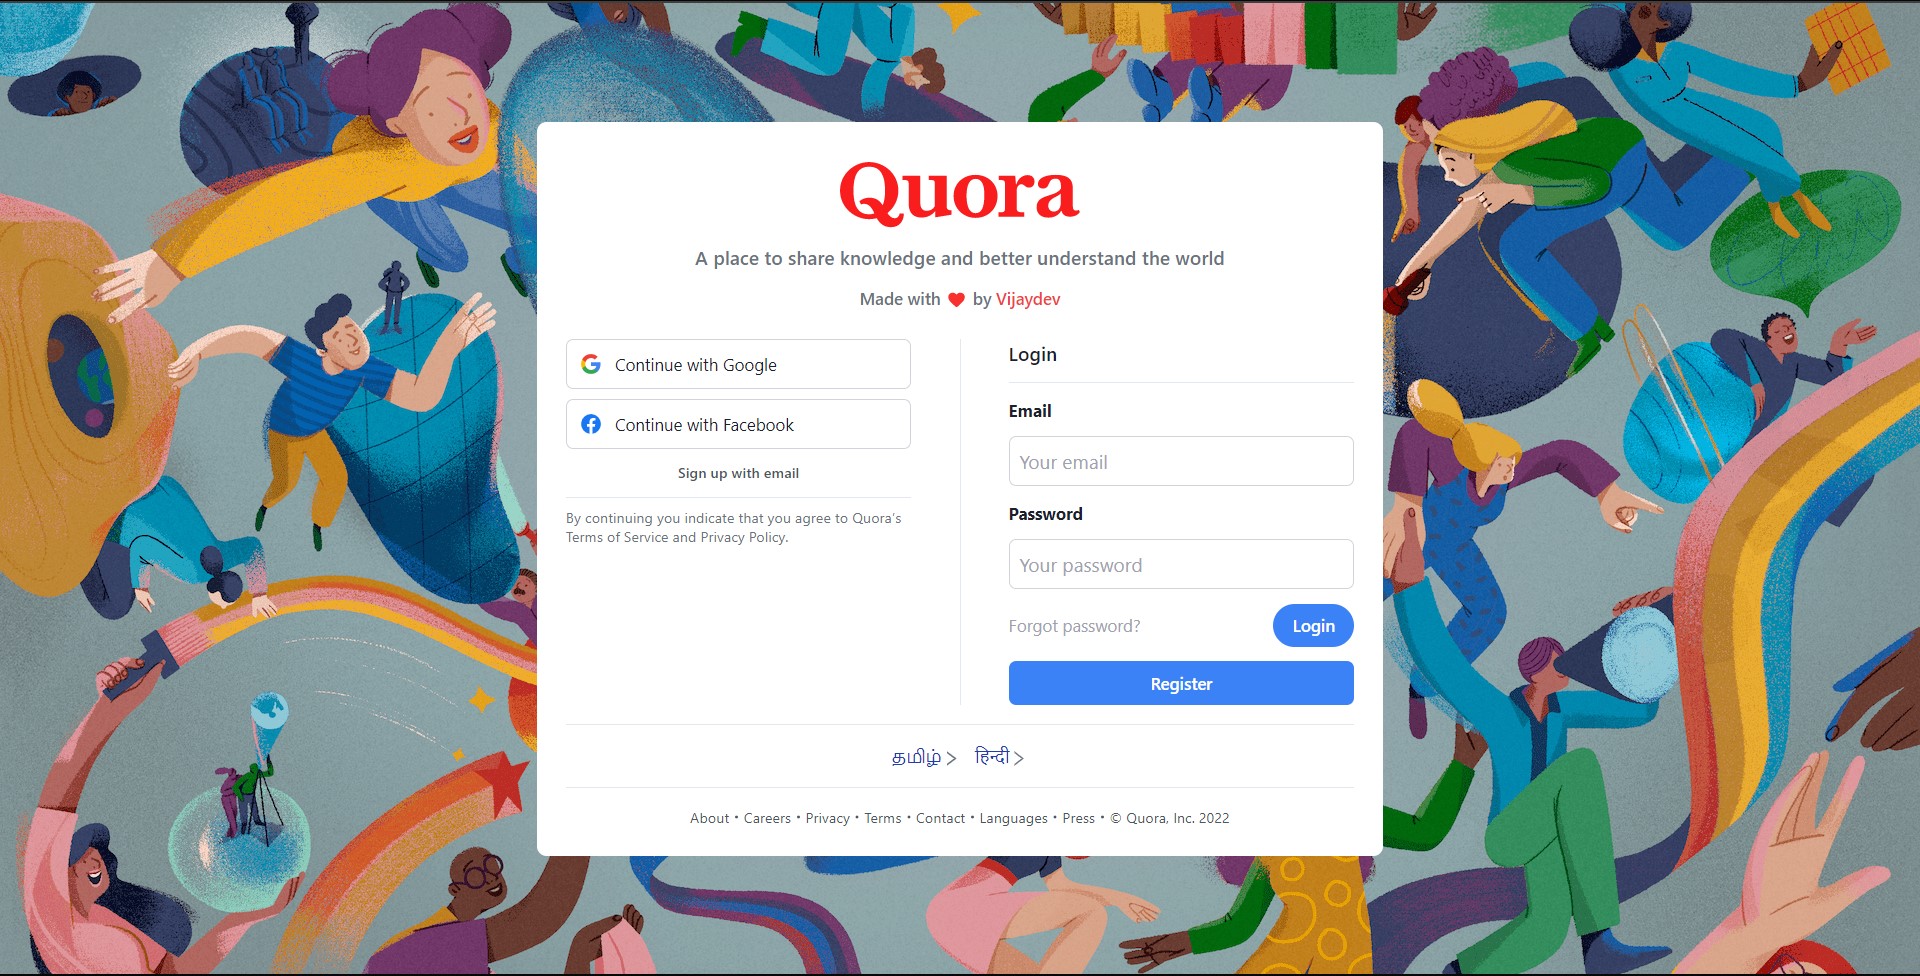 Quora
A place to share knowledge and better understand the world
Made with ❤ by Vijaydev
Continue with Google
Continue with Facebook
Sign up with email
By continuing you indicate that you agree to Quora's
Terms of Service and Privacy Policy.
Login
Email
Your email
Password
Your password
Forgot password? Login
Register
தமிழ் > हिन्दी >
About • Careers • Privacy • Terms • Contact • Languages • Press • © Quora, Inc. 2022